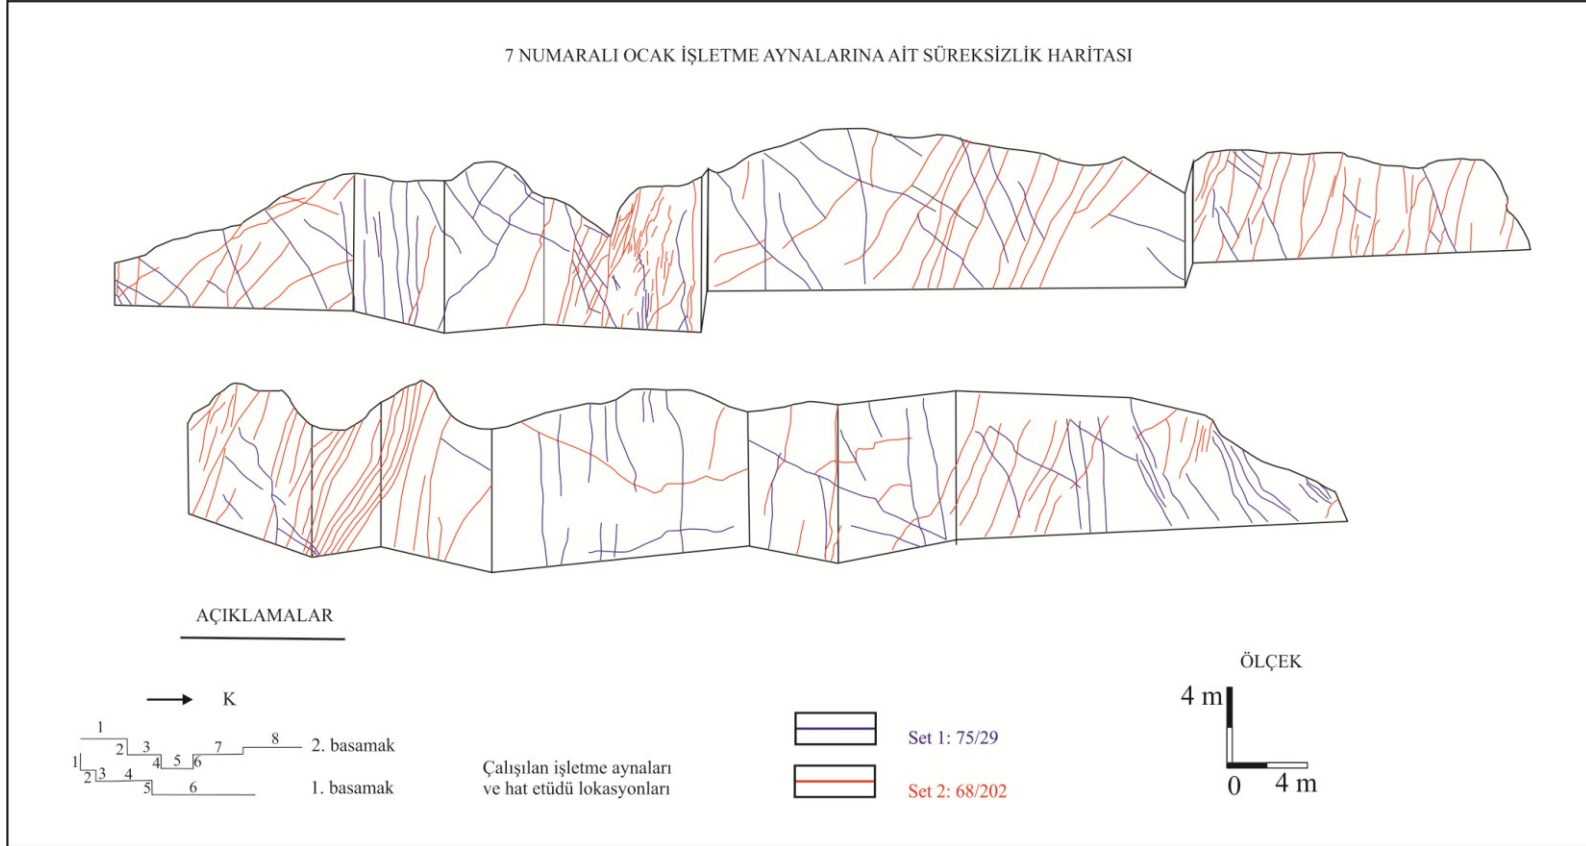 7 NUMARALI OCAK İŞLETME AYNALARINA AİT SÜREKSİZLİK HARİTASI
AÇIKLAMALAR
K
1
2 3 4 5 6 7 8 2. basamak
1 2 3 4 5 6 1. basamak
Çalışılan işletme aynaları
ve hat etüdü lokasyonları
Set 1: 75/29
Set 2: 68/202
ÖLÇEK
4 m
0 4 m